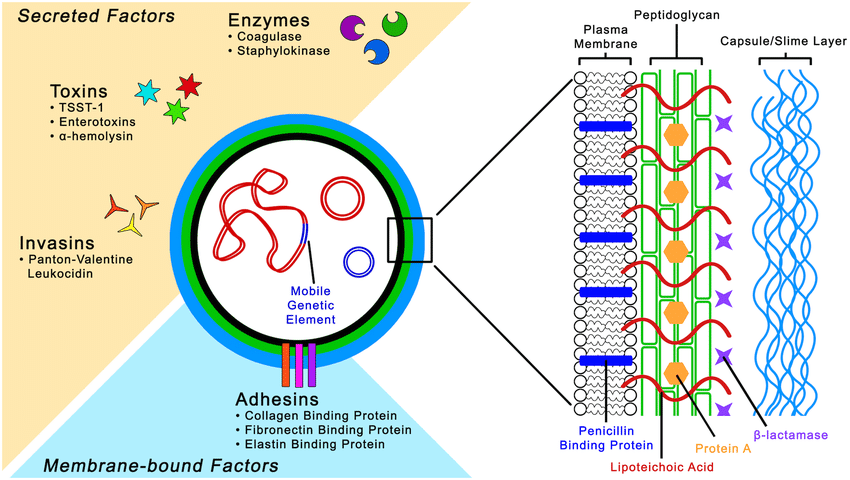 Secreted Factors
Enzymes
• Coagulase
• Staphylokinase
Toxins
• TSST-1
• Enterotoxins
• α-hemolysin
Invasins
• Panton-Valentine
Leukocidin
Mobile
Genetic
Element
Adhesins
• Collagen Binding Protein
• Fibronectin Binding Protein
• Elastin Binding Protein
Membrane-bound Factors
Plasma
Membrane
Peptidoglycan
Capsule/Slime Layer
Penicillin
Binding Protein
Lipoteichoic Acid
Protein A
β-lactamase